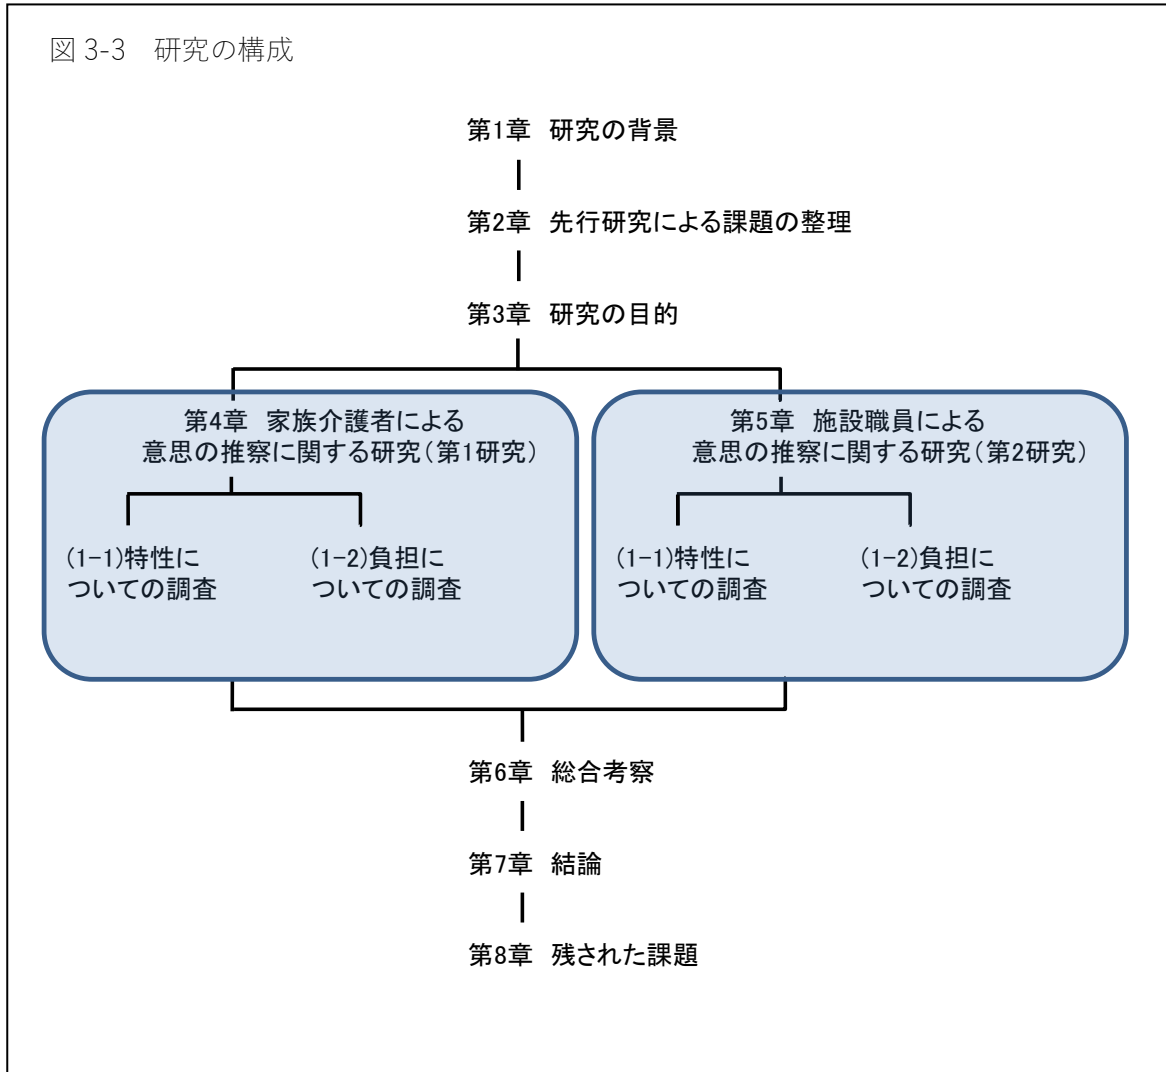 図 3-3　研究の構成
第1章　研究の背景
第2章　先行研究による課題の整理
第3章　研究の目的
第4章　家族介護者による
意思の推察に関する研究(第1研究)
(1-1)特性に
ついての調査
(1-2)負担に
ついての調査
第5章　施設職員による
意思の推察に関する研究(第2研究)
(1-1)特性に
ついての調査
(1-2)負担に
ついての調査
第6章　総合考察
第7章　結論
第8章　残された課題